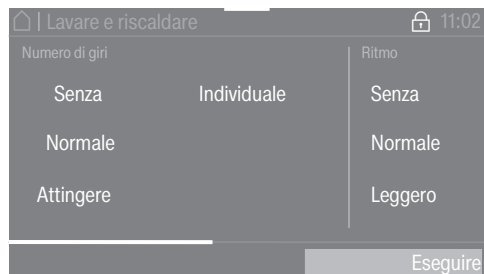 | Lavare e riscaldare 11:02
Numero di giri Ritmo
Senza Individuale Senza
Normale Normale
Attingere Leggero
Eseguire